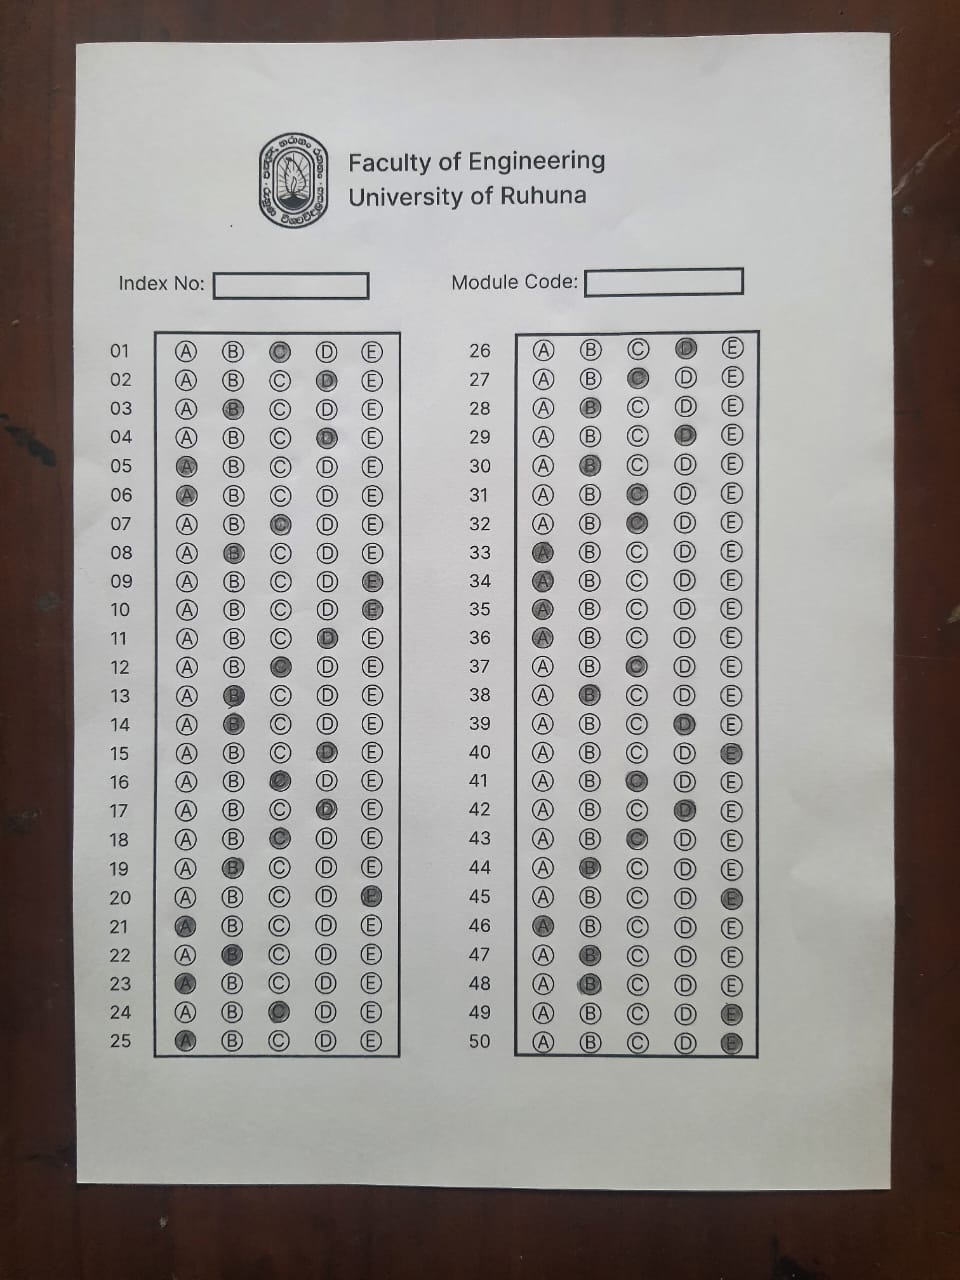 Faculty of Engineering
University of Ruhuna
Index No:
Module Code:
01 A B C D E
02 A B C D E
03 A B C D E
04 A B C D E
05 A B C D E
06 A B C D E
07 A B C D E
08 A B C D E
09 A B C D E
10 A B C D E
11 A B C D E
12 A B C D E
13 A B C D E
14 A B C D E
15 A B C D E
16 A B C D E
17 A B C D E
18 A B C D E
19 A B C D E
20 A B C D E
21 A B C D E
22 A B C D E
23 A B C D E
24 A B C D E
25 A B C D E
26 A B C D E
27 A B C D E
28 A B C D E
29 A B C D E
30 A B C D E
31 A B C D E
32 A B C D E
33 A B C D E
34 A B C D E
35 A B C D E
36 A B C D E
37 A B C D E
38 A B C D E
39 A B C D E
40 A B C D E
41 A B C D E
42 A B C D E
43 A B C D E
44 A B C D E
45 A B C D E
46 A B C D E
47 A B C D E
48 A B C D E
49 A B C D E
50 A B C D E